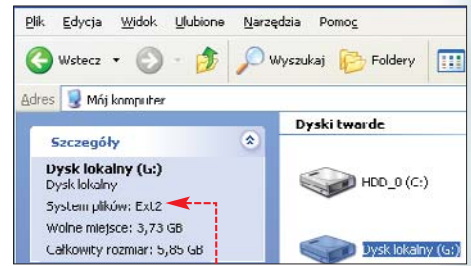 Plik Edycja Widok Ulubione Narzędzia Pomoc
Wstecz Wyszukaj Foldery
Adres Mój komputer
Szczegóły
Dysk lokalny (G:)
Dysk lokalny
System plików: Ext2
Wolne miejsce: 3,73 GB
Całkowity rozmiar: 5,85 GB
Dyski twarde
HDD_0 (C:)
Dysk lokalny (G:)